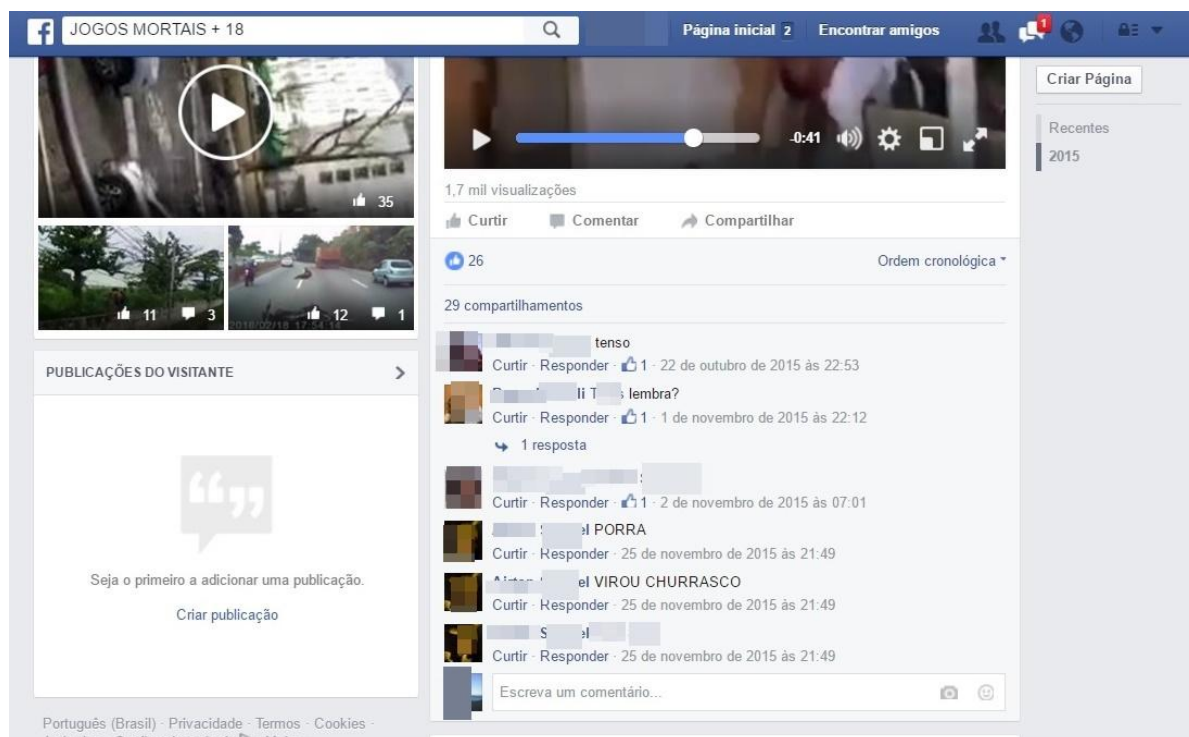 JOGOS MORTAIS + 18
Página inicial 2 Encontrar amigos 1
35
11 3
12 1
2016/02/18 17:54:14
PUBLICAÇÕES DO VISITANTE
Seja o primeiro a adicionar uma publicação.
Criar publicação
Português (Brasil) · Privacidade · Termos · Cookies ·
-0:41
1,7 mil visualizações
Curtir Comentar Compartilhar
26 Ordem cronológica
29 compartilhamentos
tenso
Curtir · Responder · 1 · 22 de outubro de 2015 às 22:53
lembra?
Curtir · Responder · 1 · 1 de novembro de 2015 às 22:12
1 resposta
Curtir · Responder · 1 · 2 de novembro de 2015 às 07:01
PORRA
Curtir · Responder · 25 de novembro de 2015 às 21:49
VIROU CHURRASCO
Curtir · Responder · 25 de novembro de 2015 às 21:49
Curtir · Responder · 25 de novembro de 2015 às 21:49
Escreva um comentário...
Criar Página
Recentes
2015